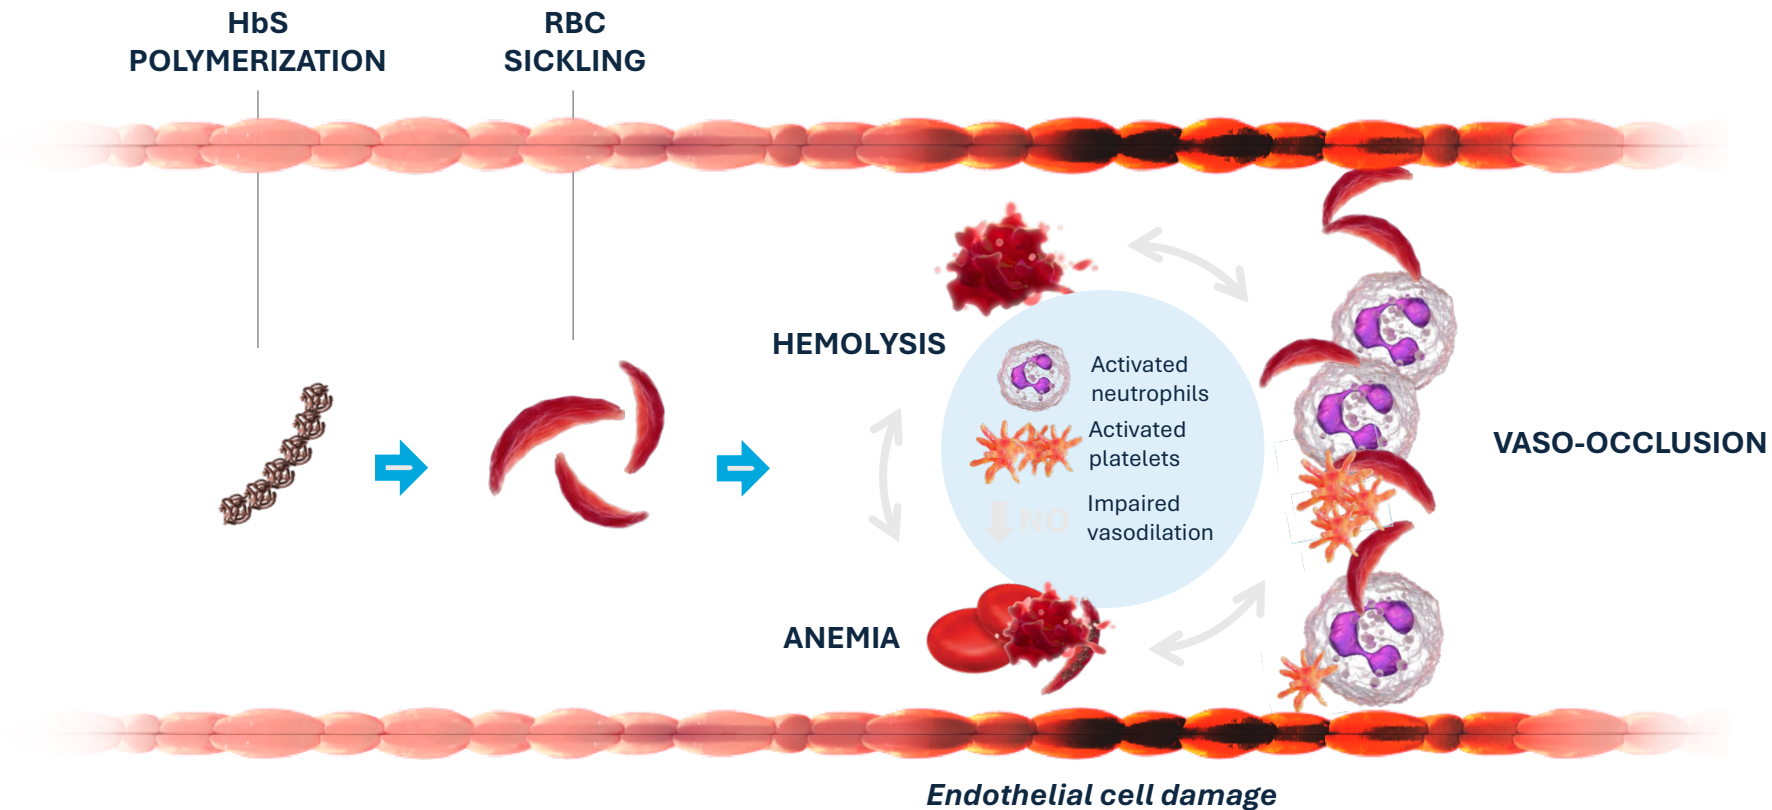 HbS
POLYMERIZATION
RBC
SICKLING
HEMOLYSIS
Activated
neutrophils
Activated
platelets
NO
Impaired
vasodilation
VASO-OCCLUSION
ANEMIA
Endothelial cell damage